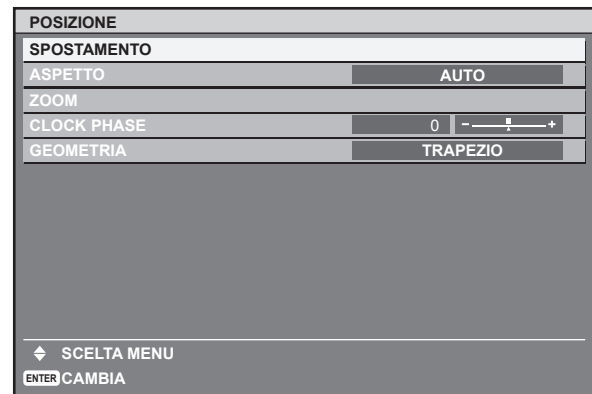 POSIZIONE
SPOSTAMENTO
ASPETTO AUTO
ZOOM
CLOCK PHASE 0 - +
GEOMETRIA TRAPEZIO
SCELTA MENU
ENTER CAMBIA